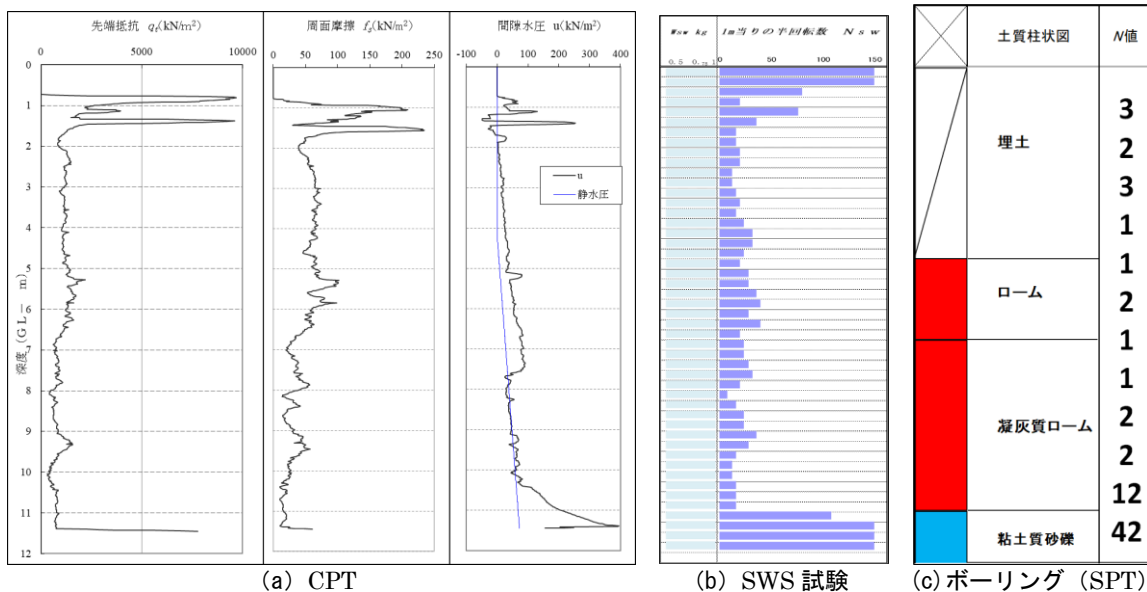 先端抵抗 qt(kN/m²)
0 5000 10000
周面摩擦 fs(kN/m²)
0 50 100 150 200 250
間隙水圧 u(kN/m²)
-100 0 100 200 300 400
深度(GL- m)
0
1
2
3
4
5
6
7
8
9
10
11
12
u
静水圧
(a) CPT
Wsw kg
1m当りの半回転数 Nsw
0.5 0.75 1
0 50 100 150
(b) SWS 試験
土質柱状図
N値
埋土
ローム
凝灰質ローム
粘土質砂礫
3
2
3
1
1
2
1
1
2
2
12
42
(c) ボーリング (SPT)